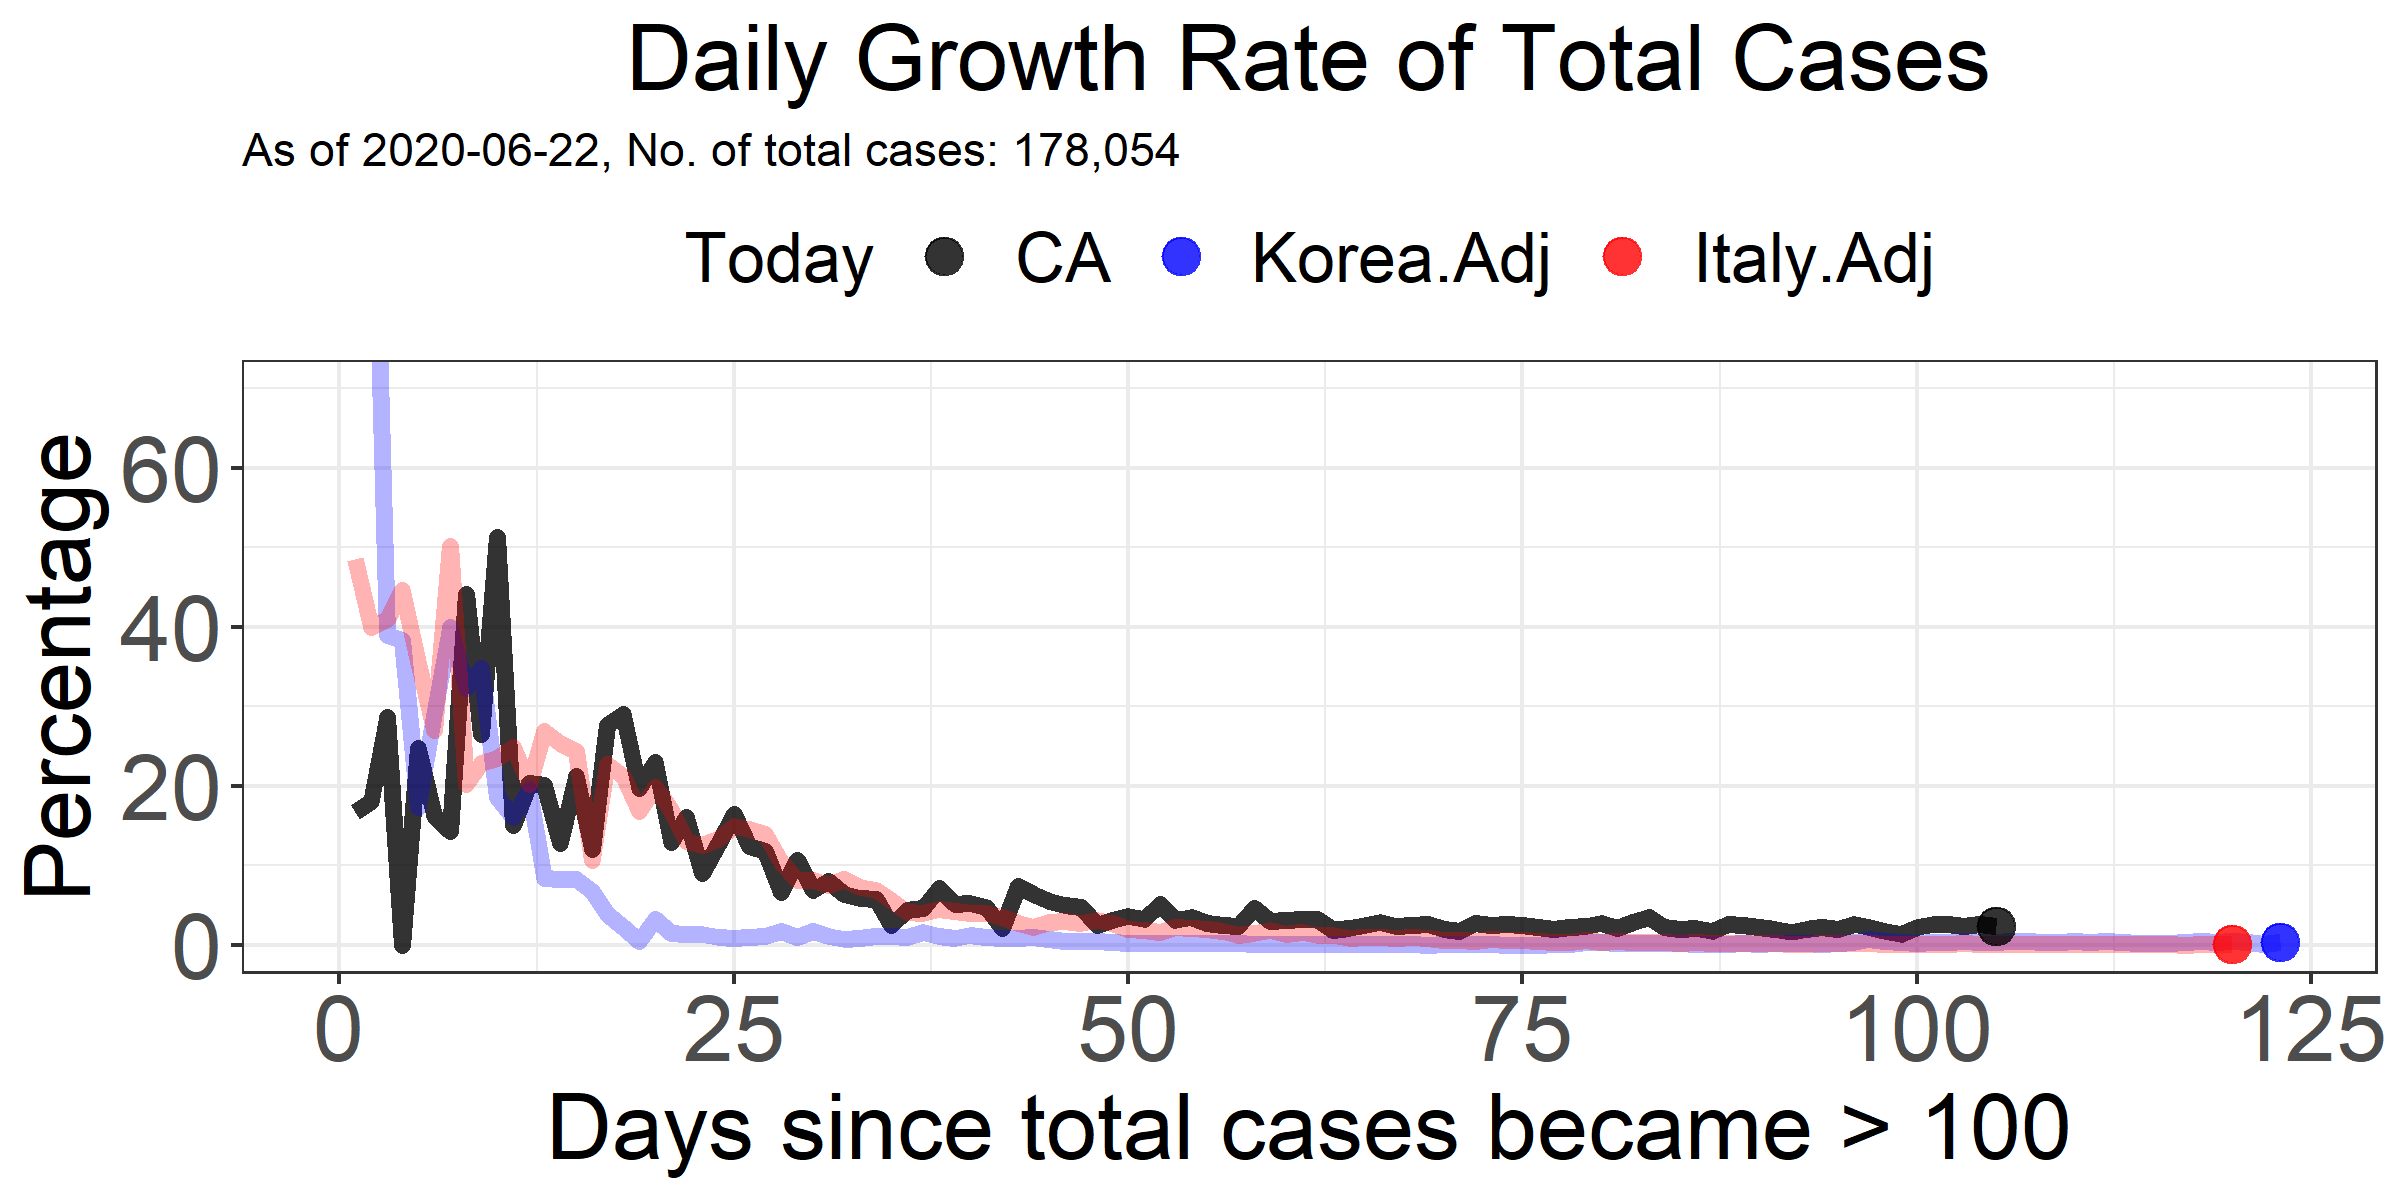 Daily Growth Rate of Total Cases
As of 2020-06-22, No. of total cases: 178,054
Today CA Korea.Adj Italy.Adj
Percentage
60
40
20
0
0 25 50 75 100 125
Days since total cases became > 100